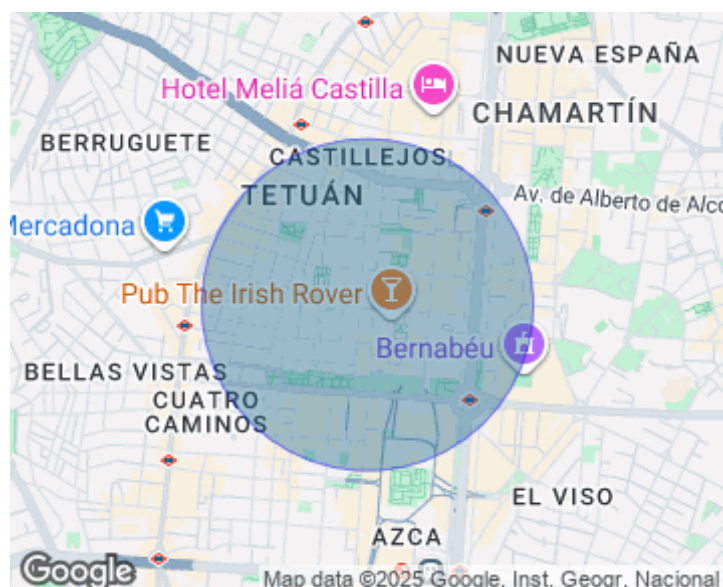 NUEVA ESPAÑA
Hotel Meliá Castilla
CHAMARTÍN
BERRUGUETE
CASTILLEJOS
TETUÁN
Av. de Alberto de Alco
Mercadona
Pub The Irish Rover
Bernabéu
BELLAS VISTAS
CUATRO
CAMINOS
EL VISO
AZCA
Google
Map data ©2025 Google, Inst. Geogr. Nacional